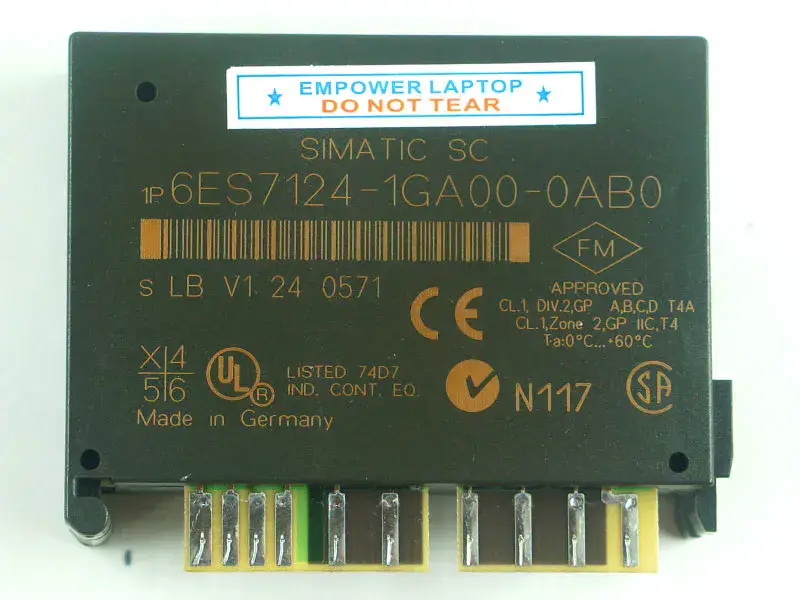 EMPOWER LAPTOP
DO NOT TEAR
SIMATIC SC
1P 6ES7124-1GA00-0AB0
FM
S LB V1 24 0571
APPROVED
CL.1, DIV.2,GP A,B,C,D T4A
CL.1,Zone 2,GP IIC,T4
Ta:0°C...+60°C
CE
X|4
5|6
UL
R
LISTED 74D7
IND. CONT, EQ.
N117
SA
Made in Germany